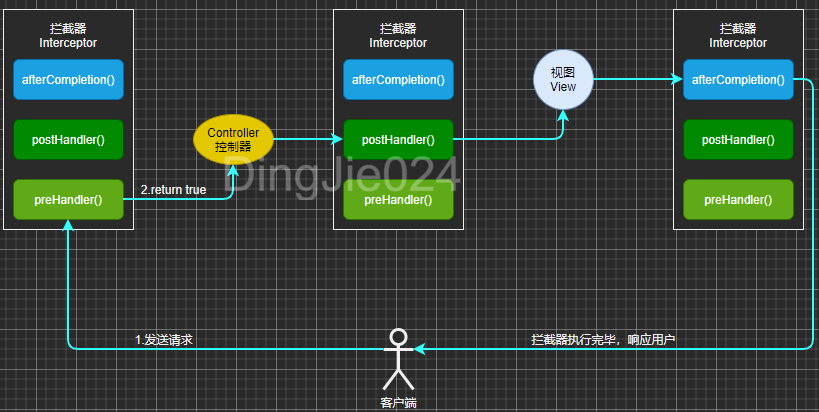 拦截器
Interceptor
afterCompletion()
postHandler()
preHandler()
2.return true
Controller
控制器
拦截器
Interceptor
afterCompletion()
postHandler()
preHandler()
视图
View
拦截器
Interceptor
afterCompletion()
postHandler()
preHandler()
DingJie024
1.发送请求
拦截器执行完毕，响应用户
客户端